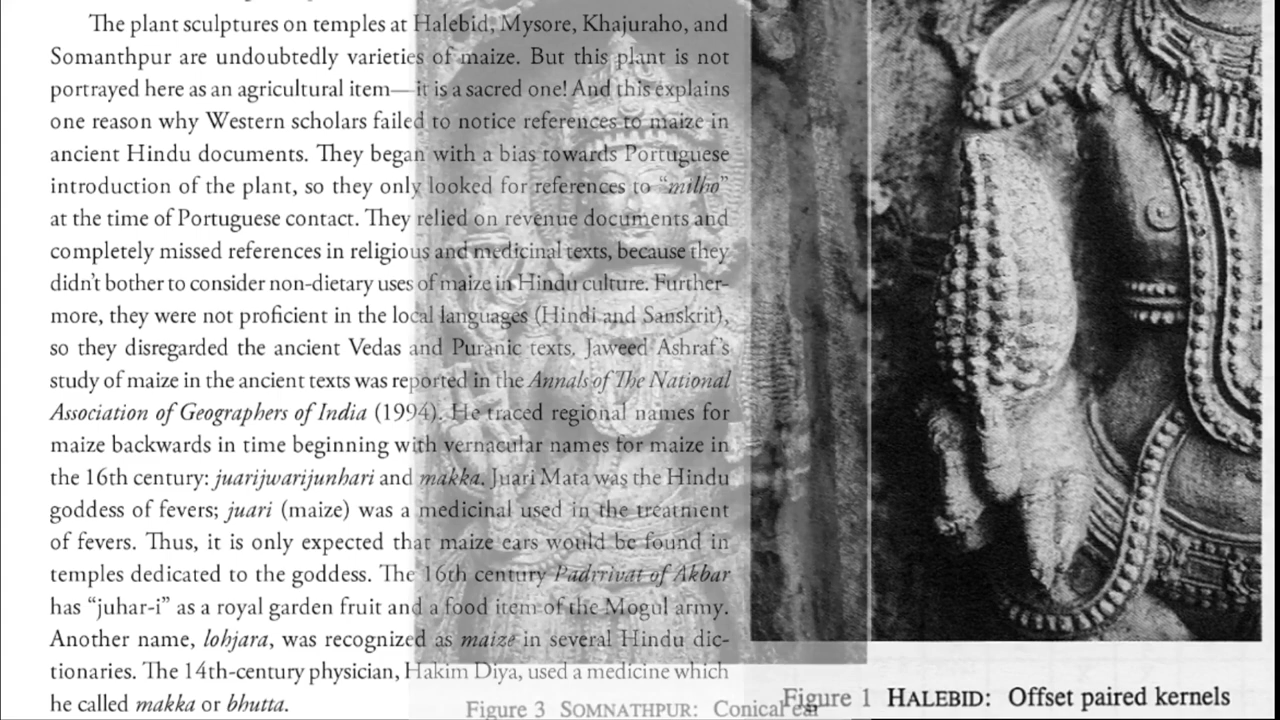 The plant sculptures on temples at Halebid, Mysore, Khajuraho, and
Somanthpur are undoubtedly varieties of maize. But this plant is not
portrayed here as an agricultural item—it is a sacred one! And this explains
one reason why Western scholars failed to notice references to maize in
ancient Hindu documents. They began with a bias towards Portuguese
introduction of the plant, so they only looked for references to “milho”
at the time of Portuguese contact. They relied on revenue documents and
completely missed references in religious and medicinal texts, because they
didn’t bother to consider non-dietary uses of maize in Hindu culture. Further-
more, they were not proficient in the local languages (Hindi and Sanskrit),
so they disregarded the ancient Vedas and Puranic texts. Jaweed Ashraf’s
study of maize in the ancient texts was reported in the Annals of The National
Association of Geographers of India (1994). He traced regional names for
maize backwards in time beginning with vernacular names for maize in
the 16th century: juarijwarijunhari and makka. Juari Mata was the Hindu
goddess of fevers; juari (maize) was a medicinal used in the treatment
of fevers. Thus, it is only expected that maize ears would be found in
temples dedicated to the goddess. The 16th century Padrrivat of Akbar
has “juhar-i” as a royal garden fruit and a food item of the Mogul army.
Another name, lohjara, was recognized as maize in several Hindu dic-
tionaries. The 14th-century physician, Hakim Diya, used a medicine which
he called makka or bhutta.
Figure 3 SOMNATHPUR: Conical ear
Figure 1 HALEBID: Offset paired kernels